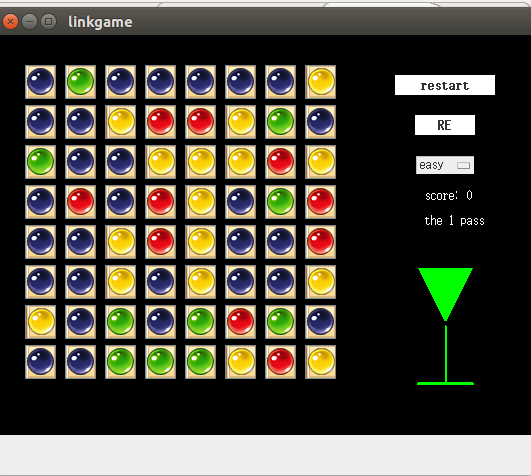 linkgame
restart
RE
easy
score: 0
the 1 pass